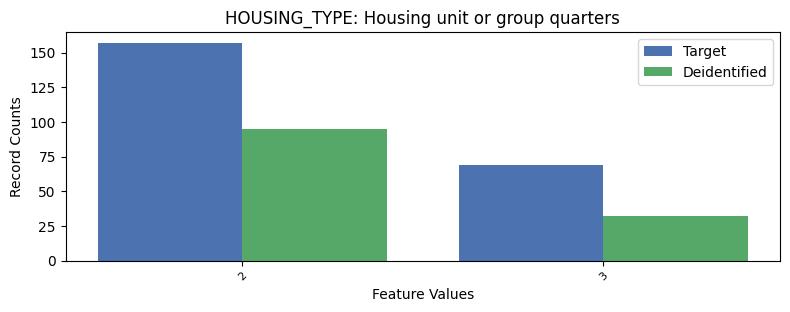 HOUSING_TYPE: Housing unit or group quarters
Target
Deidentified
Record Counts
150
125
100
75
50
25
0
2
3
Feature Values